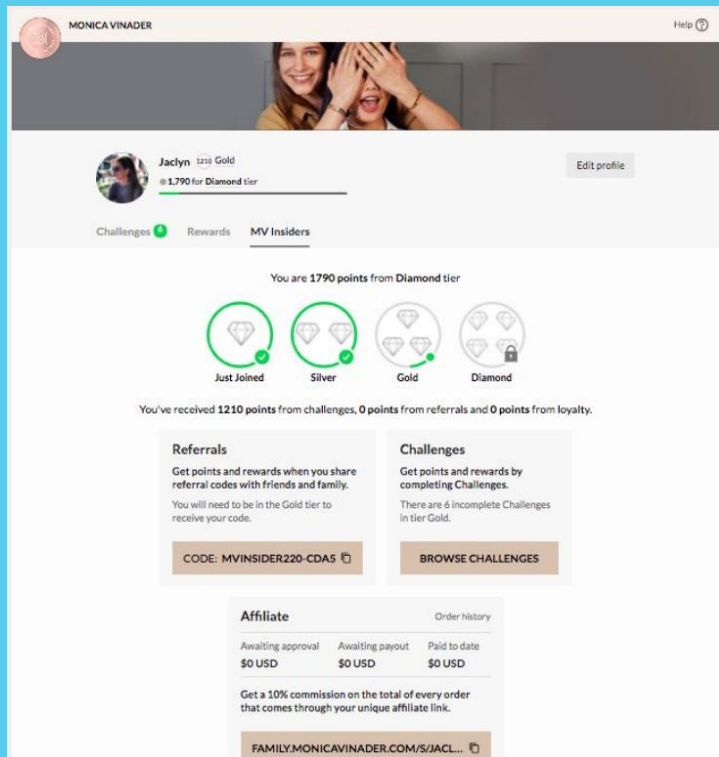 MONICA VINADER
Help ?
Jaclyn 1210 Gold
1,790 for Diamond tier
Edit profile
Challenges 6
Rewards
MV Insiders
You are 1790 points from Diamond tier
Just Joined
Silver
Gold
Diamond
You've received 1210 points from challenges, 0 points from referrals and 0 points from loyalty.
Referrals
Get points and rewards when you share
referral codes with friends and family.
You will need to be in the Gold tier to
receive your code.
CODE: MVINSIDER220-CDA5
Challenges
Get points and rewards by
completing Challenges.
There are 6 incomplete Challenges
in tier Gold.
BROWSE CHALLENGES
Affiliate
Order history
Awaiting approval
$0 USD
Awaiting payout
$0 USD
Paid to date
$0 USD
Get a 10% commission on the total of every order
that comes through your unique affiliate link.
FAMILY.MONICAVINADER.COM/S/JACL...